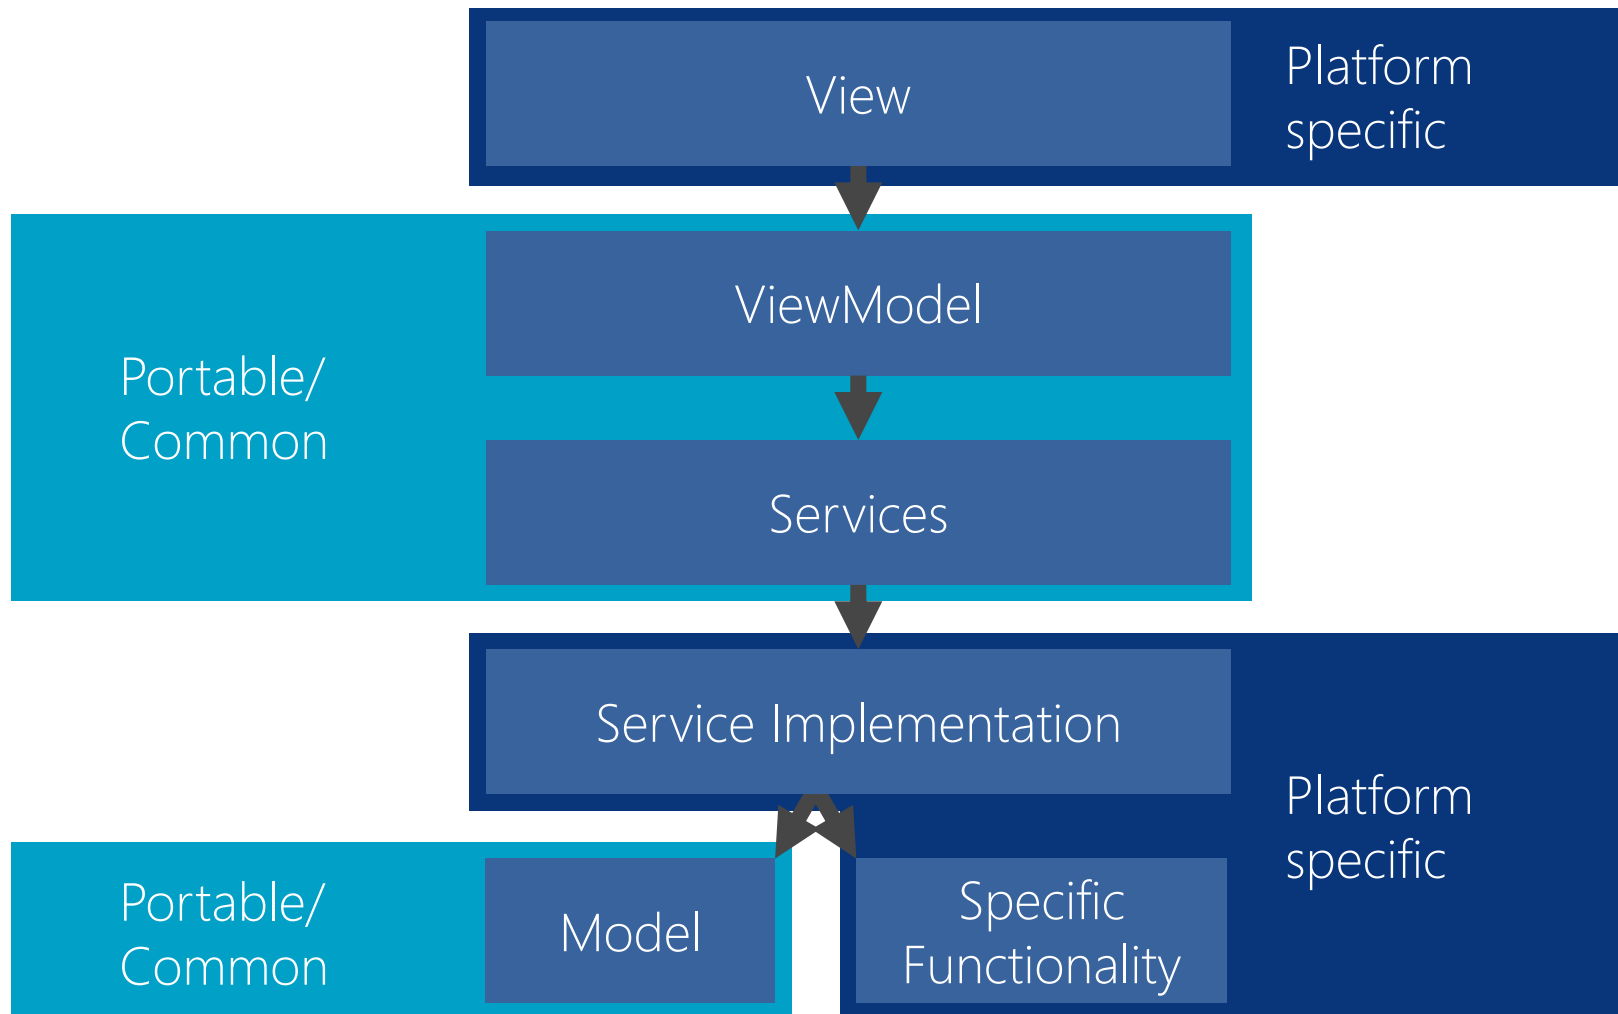 View
Platform
specific
ViewModel
Portable/
Common
Services
Service Implementation
Platform
specific
Portable/
Common
Model
Specific
Functionality